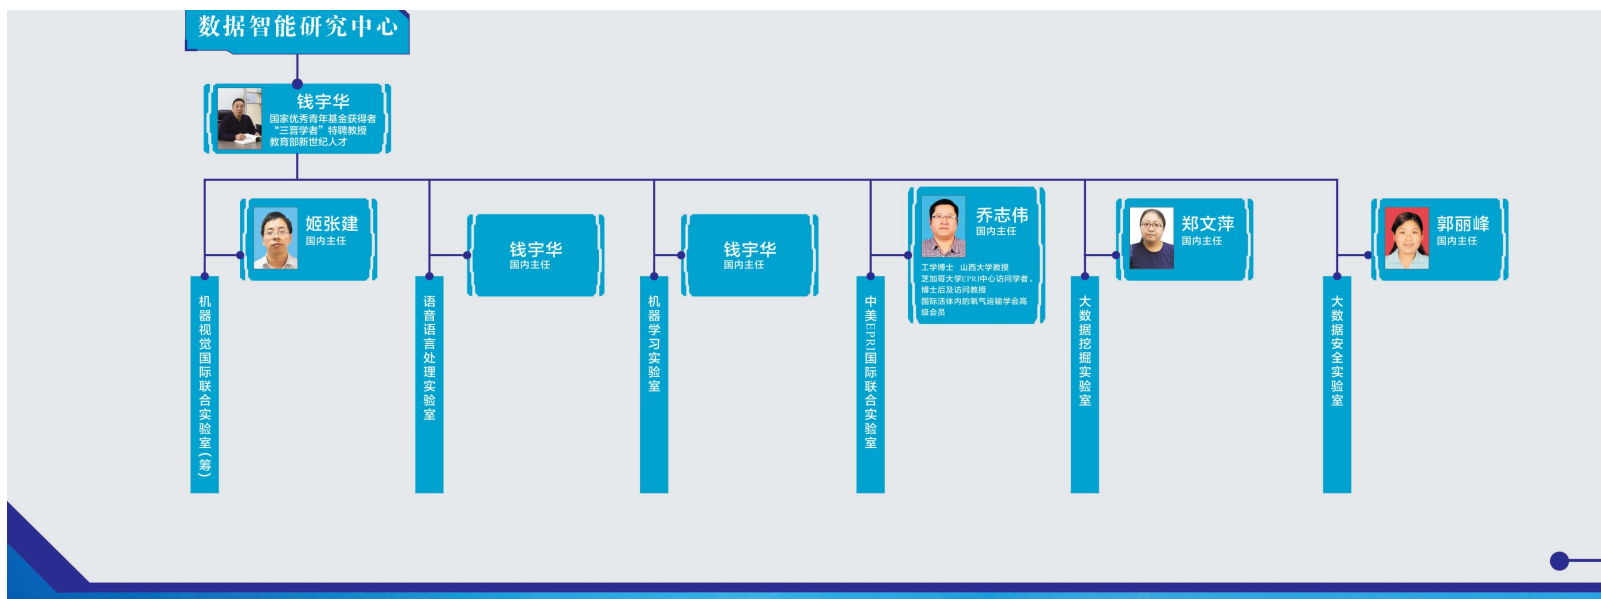 数据智能研究中心
钱宇华
国家优秀青年基金获得者
“三晋学者”特聘教授
教育部新世纪人才
姬张建
国内主任
机器视觉国际联合实验室(筹)
钱宇华
国内主任
语音语言处理实验室
钱宇华
国内主任
机器学习实验室
乔志伟
国内主任
工学博士 山西大学教授
芝加哥大学EPRI中心访问学者、
博士后及访问教授
国际活体内的氧气运输学会高
级会员
中美EPRI国际联合实验室
郑文萍
国内主任
大数据挖掘实验室
郭丽峰
国内主任
大数据安全实验室